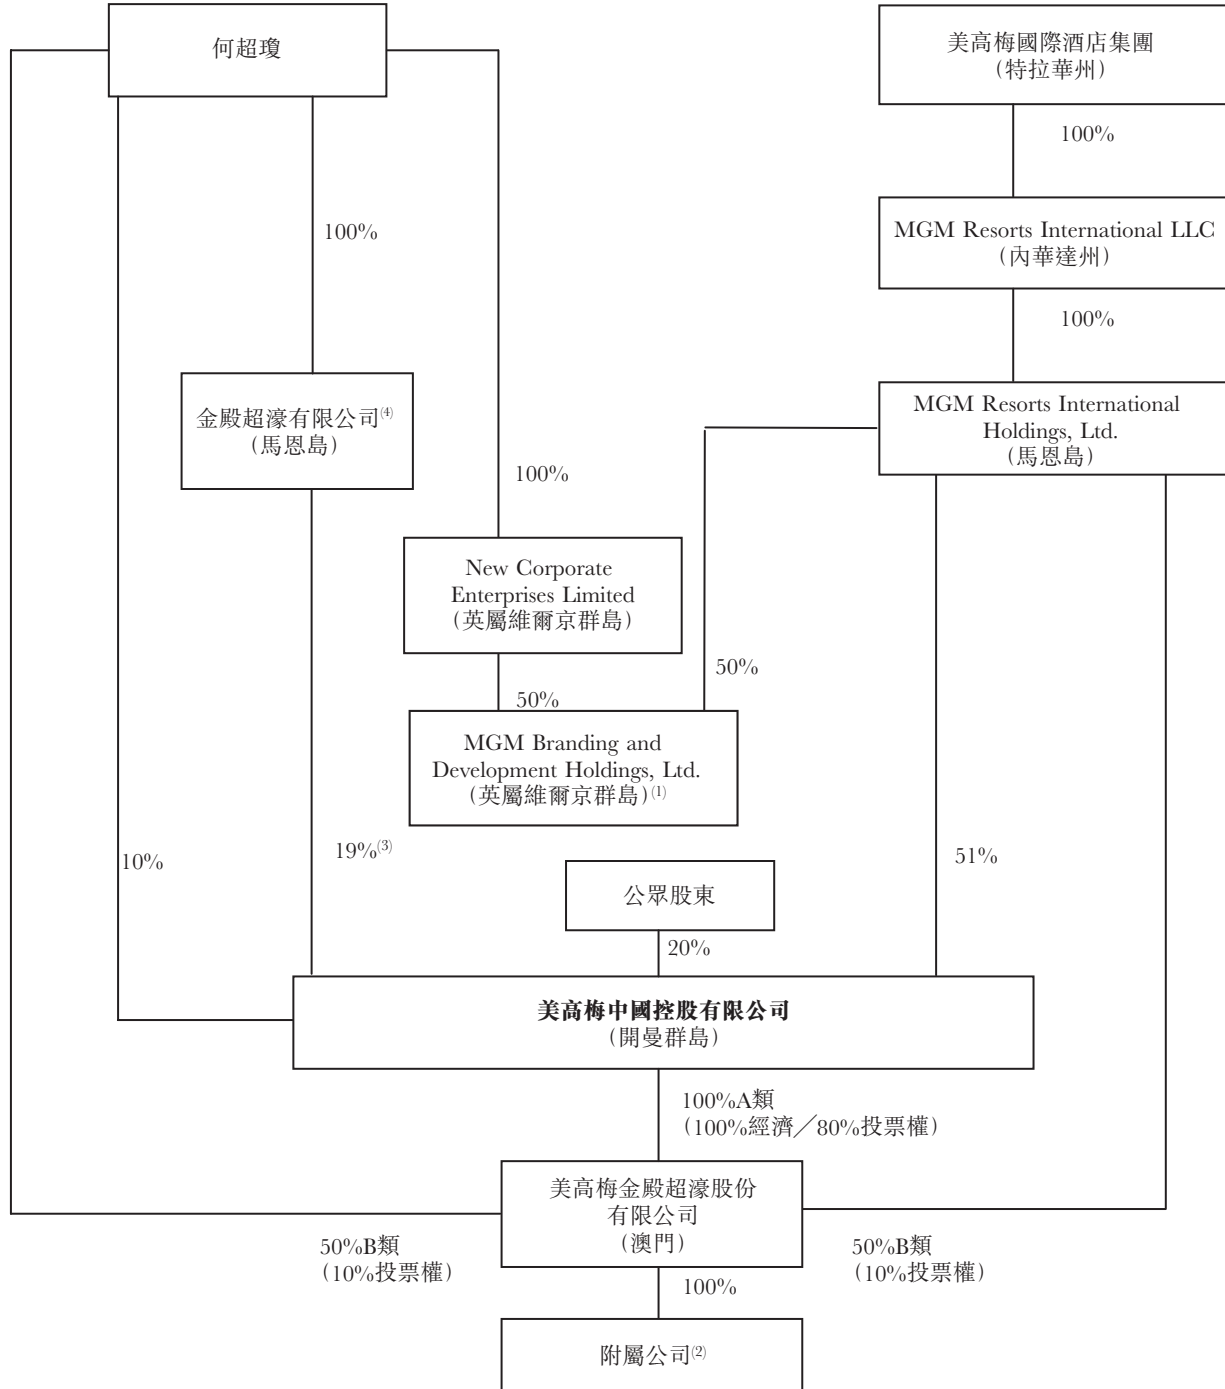 何超瓊
美高梅國際酒店集團
（特拉華州）
100%
MGM Resorts International LLC
（內華達州）
100%
100%
MGM Resorts International
Holdings, Ltd.
（馬恩島）
金殿超濠有限公司(4)
（馬恩島）
100%
New Corporate
Enterprises Limited
（英屬維爾京群島）
50%
50%
MGM Branding and
Development Holdings, Ltd.
（英屬維爾京群島）(1)
10%
19%(3)
51%
公眾股東
20%
美高梅中國控股有限公司
（開曼群島）
100%A類
（100%經濟／80%投票權）
美高梅金殿超濠股份
有限公司
（澳門）
50%B類
（10%投票權）
50%B類
（10%投票權）
100%
附屬公司(2)